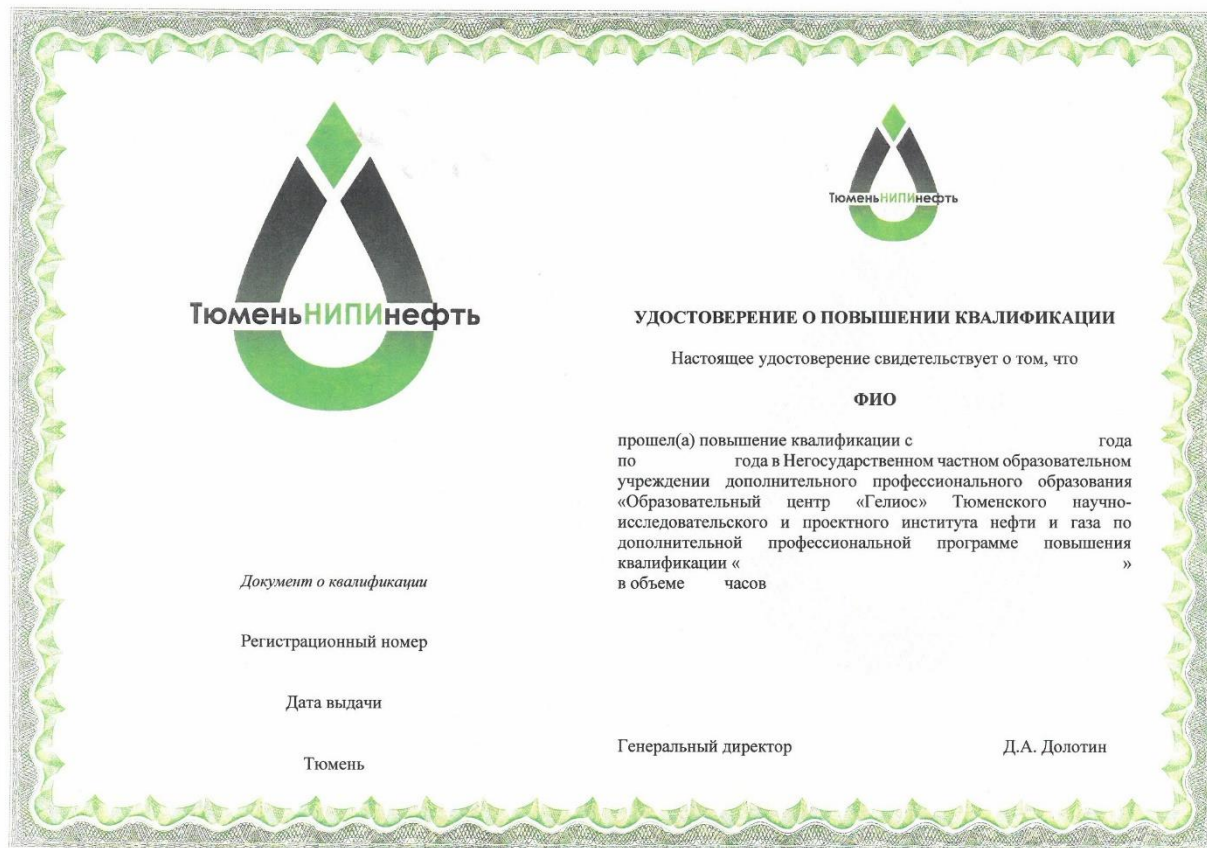 ТюменьНИПИнефть
Документ о квалификации
Регистрационный номер
Дата выдачи
Тюмень
ТюменьНИПИнефть
УДОСТОВЕРЕНИЕ О ПОВЫШЕНИИ КВАЛИФИКАЦИИ
Настоящее удостоверение свидетельствует о том, что
ФИО
прошел(а) повышение квалификации с года
по года в Негосударственном частном образовательном
учреждении дополнительного профессионального образования
«Образовательный центр «Гелиос» Тюменского научно-
исследовательского и проектного института нефти и газа по
дополнительной профессиональной программе повышения
квалификации « »
в объеме часов
Генеральный директор Д.А. Долотин